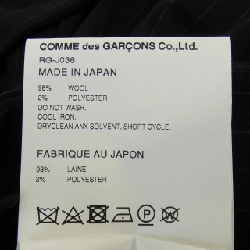 COMME des GARÇONS Co.,Ltd.
RG-J036
MADE IN JAPAN
98% WOOL
2% POLYESTER
DO NOT WASH.
COOL IRON.
DRYCLEAN ANY SOLVENT, SHORT CYCLE.
FABRIQUE AU JAPON
98% LAINE
2% POLYESTER